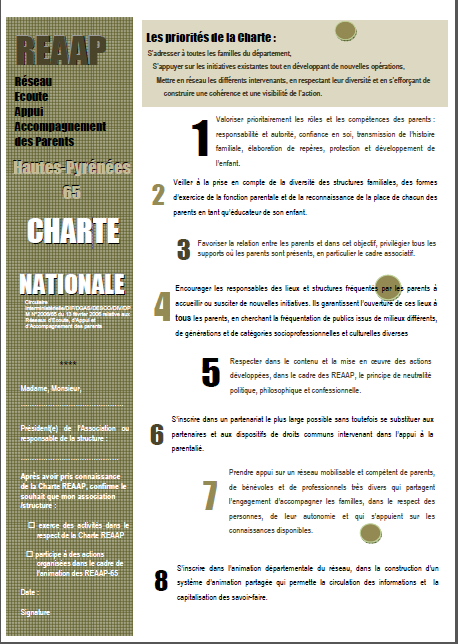 REAAP
Réseau
Ecoute
Appui
Accompagnement
des Parents
Hautes-Pyrénées
65
CHARTE
NATIONALE
Circulaire
M N°2006/65 du 13 février 2006 relative aux
Réseaux d'Ecoute, d'Appui et
d'Accompagnement des parents
****
Madame, Monsieur,
Président(e) de l'Association ou
responsable de la structure :
Après avoir pris connaissance
de la Charte REAAP, confirme le
souhait que mon association
/structure :
☐ exerce des activités dans le
respect de la Charte REAAP
☐ participe à des actions
organisées dans le cadre de
l'animation des REAAP-65
Date :
Signature
Les priorités de la Charte :
S'adresser à toutes les familles du département,
S'appuyer sur les initiatives existantes tout en développant de nouvelles opérations,
Mettre en réseau les différents intervenants, en respectant leur diversité et en s'efforçant de
construire une cohérence et une visibilité de l'action.
1 Valoriser prioritairement les rôles et les compétences des parents :
responsabilité et autorité, confiance en soi, transmission de l'histoire
familiale, élaboration de repères, protection et développement de
l'enfant.
2 Veiller à la prise en compte de la diversité des structures familiales, des formes
d'exercice de la fonction parentale et de la reconnaissance de la place de chacun des
parents en tant qu'éducateur de son enfant.
3 Favoriser la relation entre les parents et dans cet objectif, privilégier tous les
supports où les parents sont présents, en particulier le cadre associatif.
4 Encourager les responsables des lieux et structures fréquentés par les parents à
accueillir ou susciter de nouvelles initiatives. Ils garantissent l'ouverture de ces lieux à
tous les parents, en cherchant la fréquentation de publics issus de milieux différents,
de générations et de catégories socioprofessionnelles et culturelles diverses
5 Respecter dans le contenu et la mise en œuvre des actions
développées, dans le cadre des REAAP, le principe de neutralité
politique, philosophique et confessionnelle.
6 S'inscrire dans un partenariat le plus large possible sans toutefois se substituer aux
partenaires et aux dispositifs de droits communs intervenant dans l'appui à la
parentalité.
7 Prendre appui sur un réseau mobilisable et compétent de parents,
de bénévoles et de professionnels très divers qui partagent
l'engagement d'accompagner les familles, dans le respect des
personnes, de leur autonomie et qui s'appuient sur les
connaissances disponibles.
8 S'inscrire dans l'animation départementale du réseau, dans la construction d'un
système d'animation partagée qui permette la circulation des informations et la
capitalisation des savoir-faire.